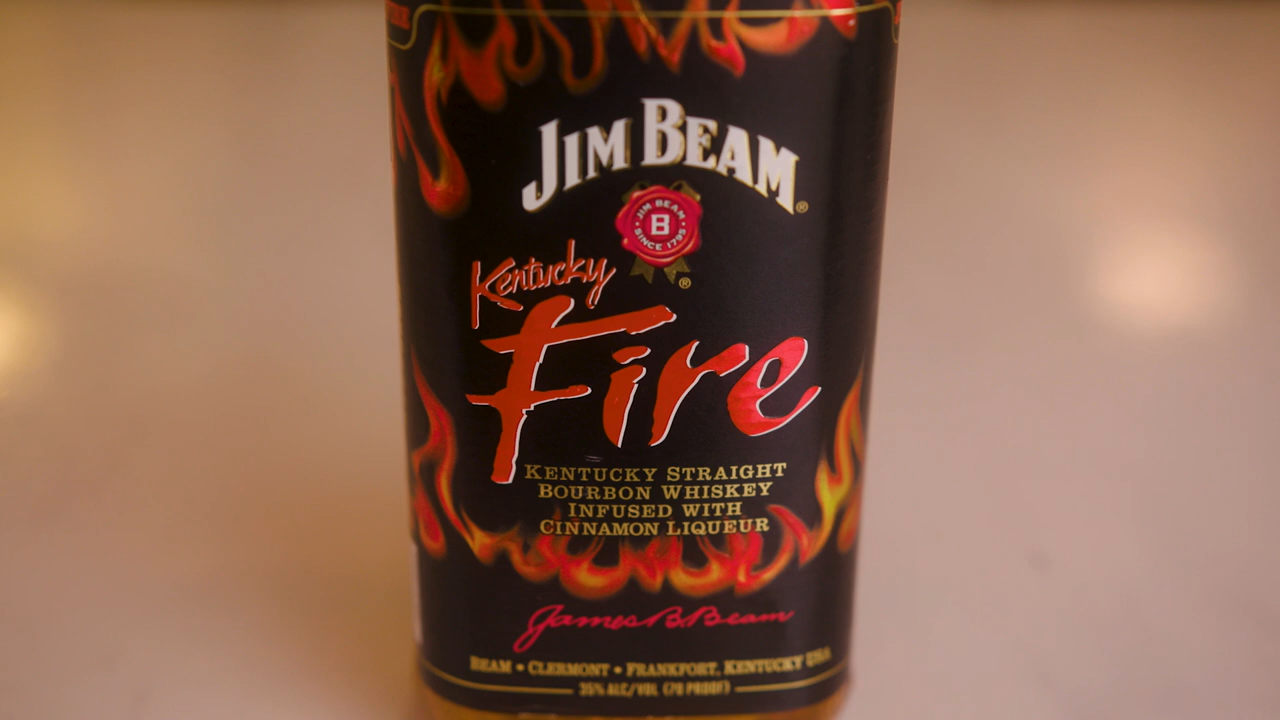 JIM BEAM
®
JIM BEAM
B
SINCE 1795
®
Kentucky
Fire
KENTUCKY STRAIGHT
BOURBON WHISKEY
INFUSED WITH
CINNAMON LIQUEUR
James B. Beam
BEAM • CLERMONT • FRANKFORT, KENTUCKY USA
35% ALC/VOL (70 PROOF)